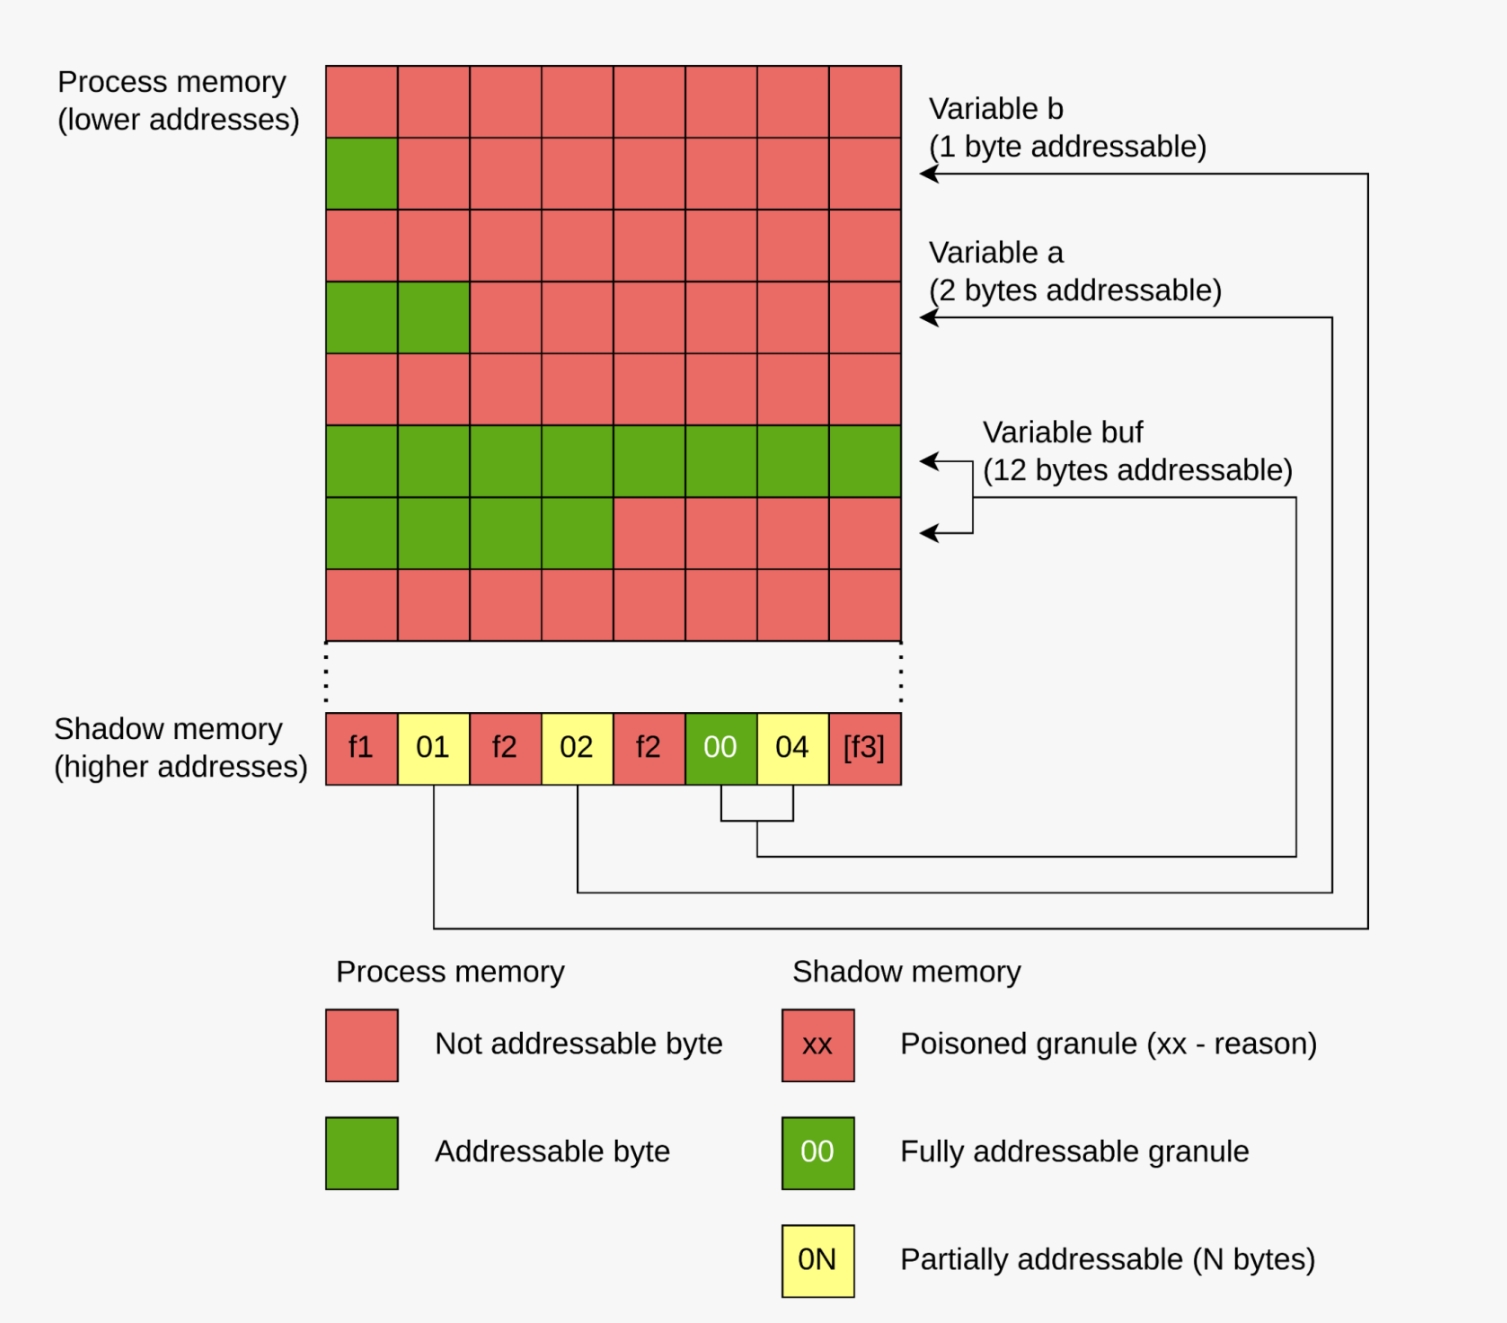 Process memory
(lower addresses)
Variable b
(1 byte addressable)
Variable a
(2 bytes addressable)
Variable buf
(12 bytes addressable)
Shadow memory
(higher addresses)
f1 01 f2 02 f2 00 04 [f3]
Process memory
Not addressable byte
Addressable byte
Shadow memory
xx Poisoned granule (xx - reason)
00 Fully addressable granule
0N Partially addressable (N bytes)